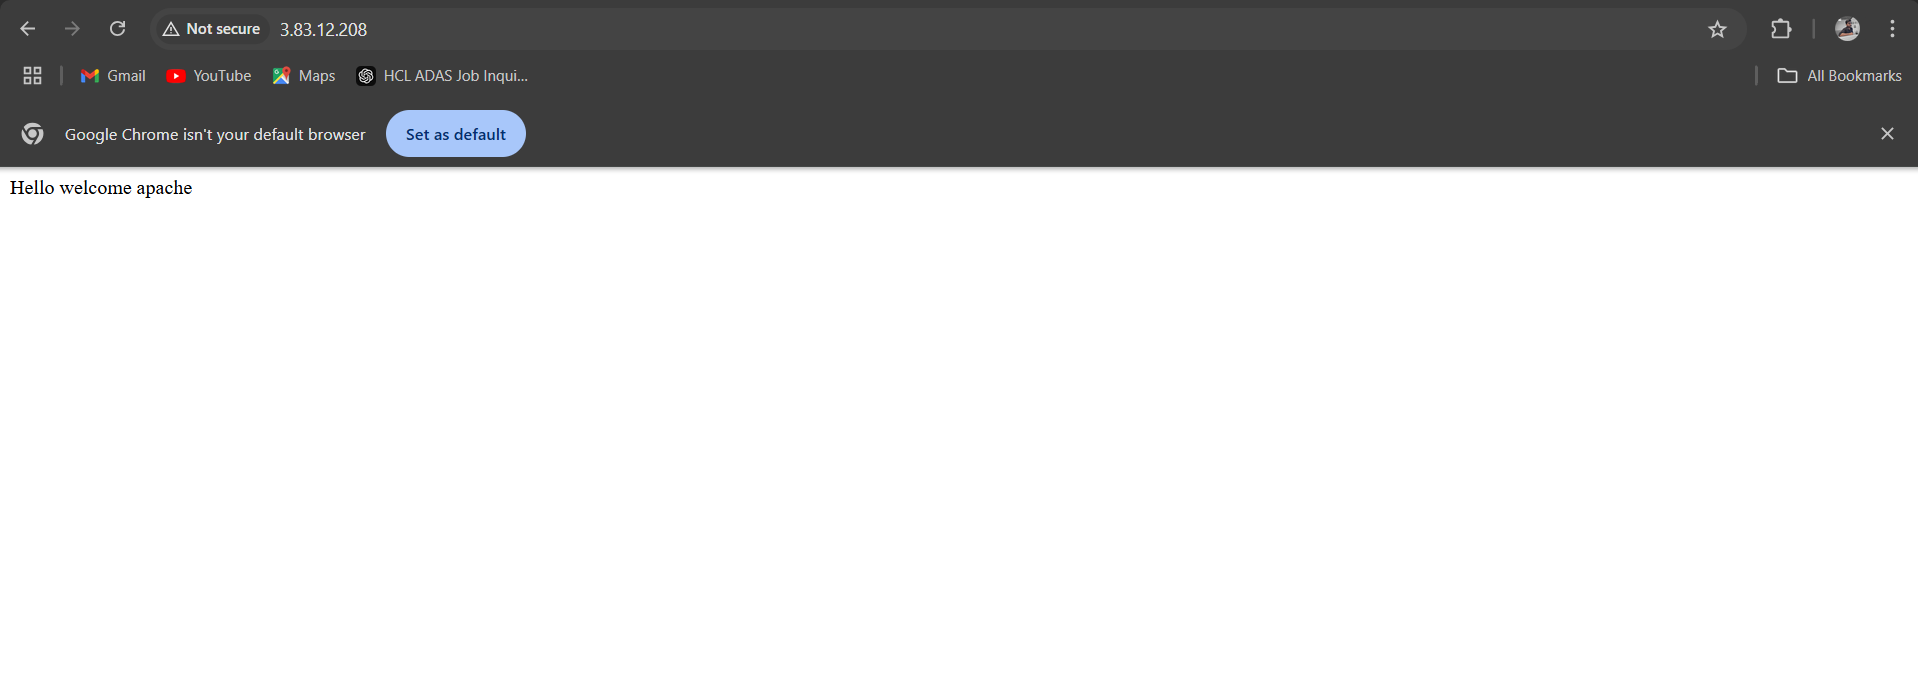 Not secure 3.83.12.208
Gmail YouTube Maps HCL ADAS Job Inqui... All Bookmarks
Google Chrome isn't your default browser Set as default
Hello welcome apache